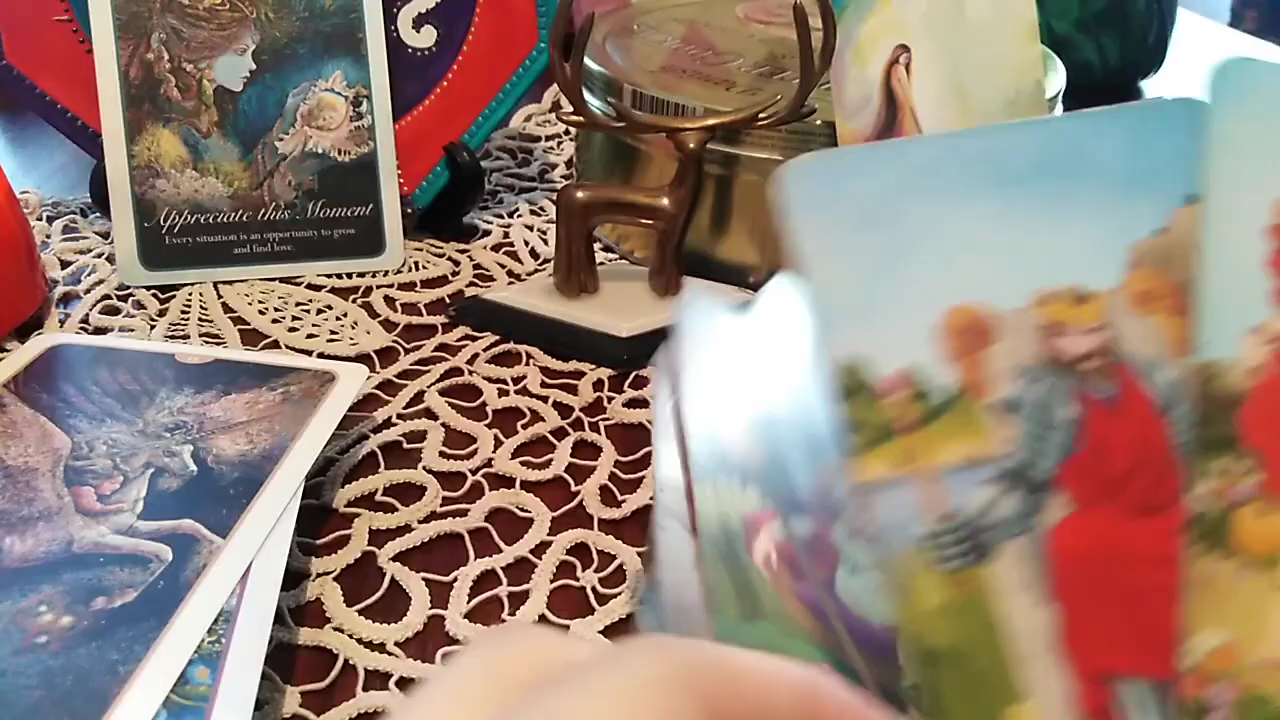 Appreciate this Moment
Every situation is an opportunity to grow
and find love.